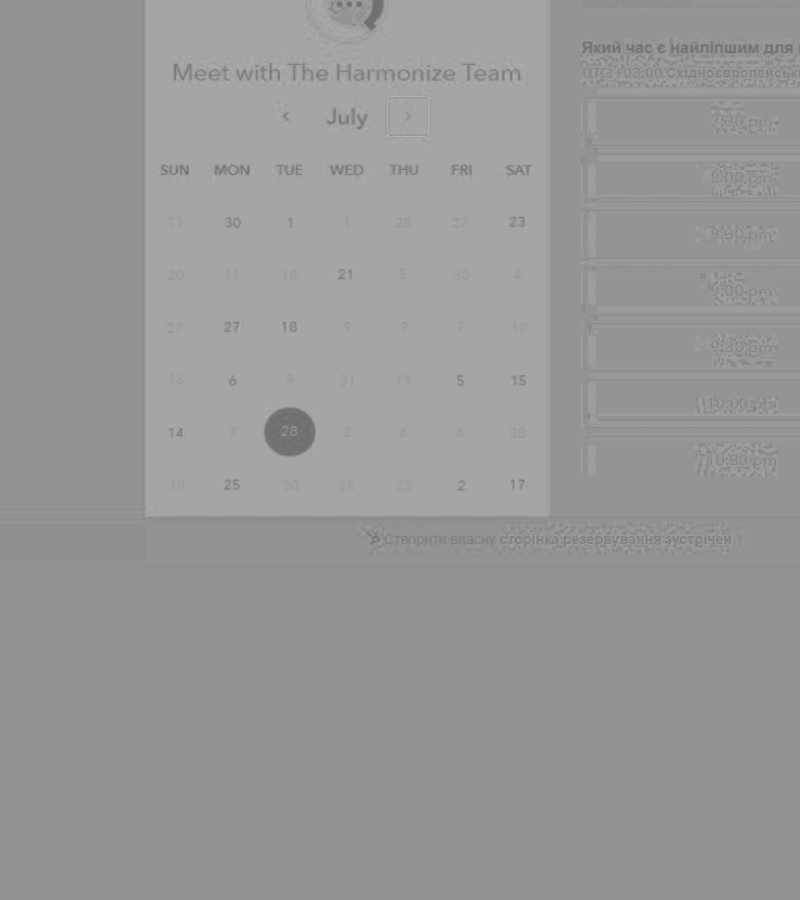 Meet with The Harmonize Team
‹ July ›
SUN MON TUE WED THU FRI SAT
13 30 1 1 26 27 23
20 11 18 21 5 30 4
27 27 18 9 9 7 10
16 6 9 31 19 5 15
14 7 28 2 6 6 26
10 25 30 25 22 2 17
Який час є найліпшим для
UTC+03:00 Східноєвропейськ
7:30 pm
8:00 pm
8:30 pm
9:00 pm
9:30 pm
10:00 pm
10:30 pm
Створити власну сторінка резервування зустрічей